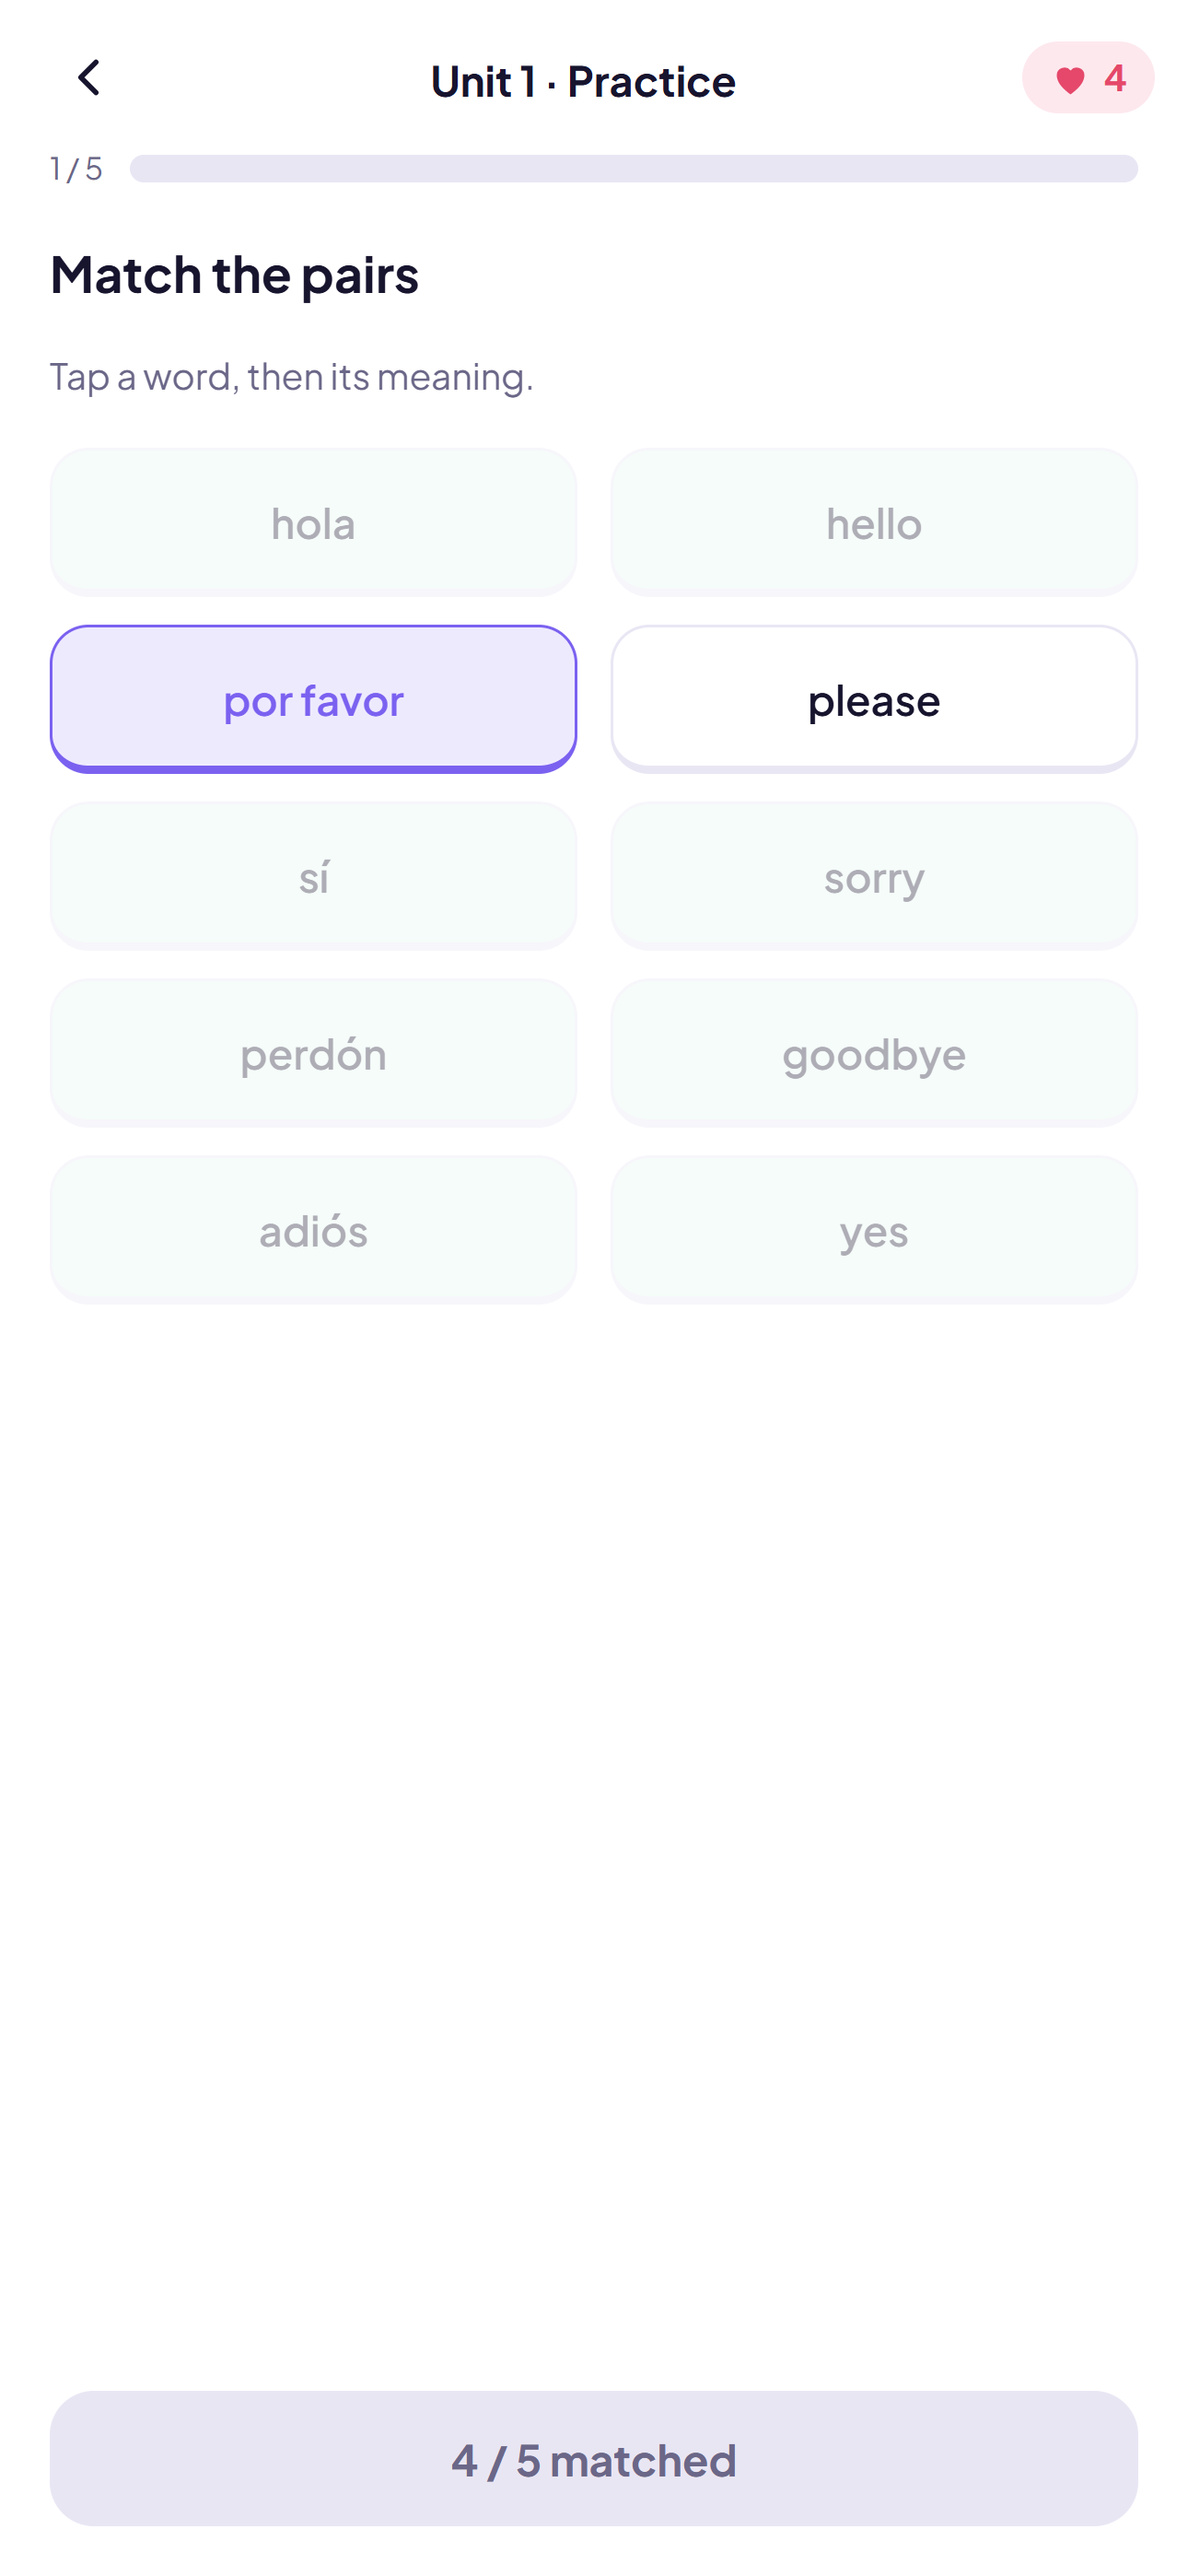 Unit 1 · Practice
4
1 / 5
Match the pairs
Tap a word, then its meaning.
hola
hello
por favor
please
sí
sorry
perdón
goodbye
adiós
yes
4 / 5 matched